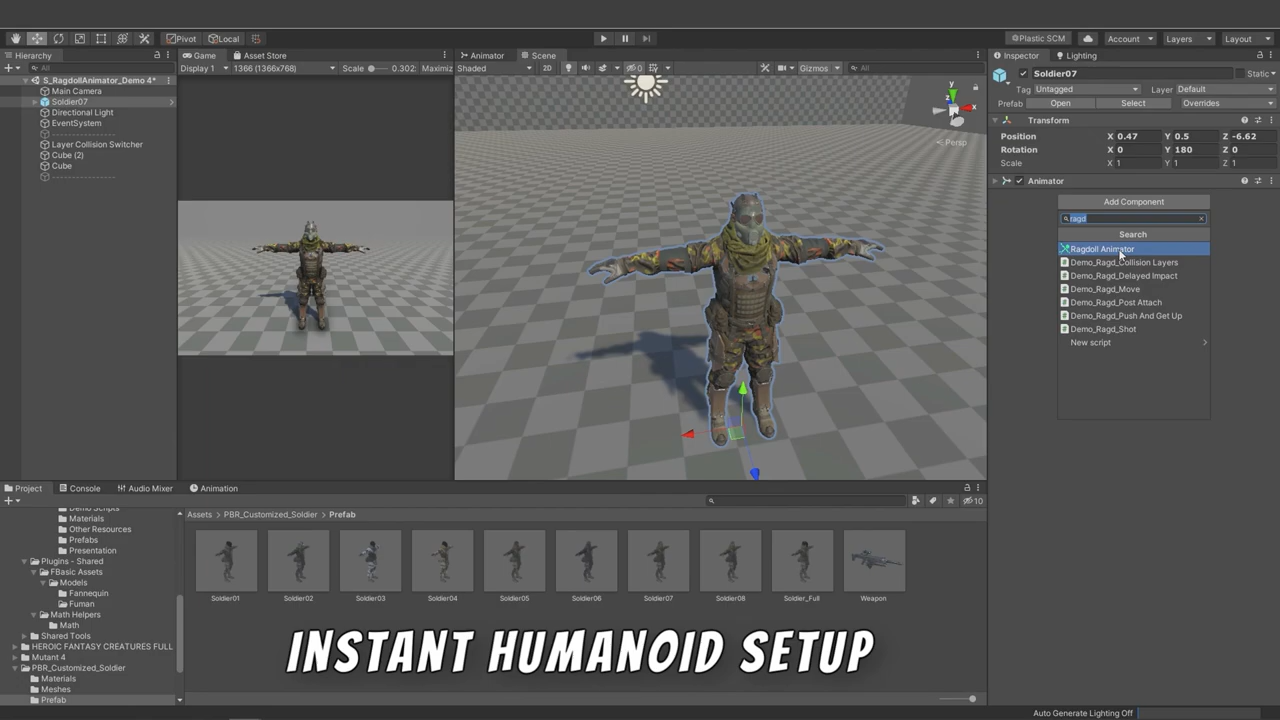 Pivot Local
Plastic SCM Account Layers Layout
Hierarchy
All
S_RagdollAnimator_Demo 4*
Main Camera
Soldier07
Directional Light
EventSystem
---------------
Layer Collision Switcher
Cube (2)
Cube
---------------
Game Asset Store
Display 1 1366 (1366x768) Scale 0.302: Maximiz
Animator Scene
Shaded 2D 0 Gizmos All
y
z
x
Persp
Inspector Lighting
Soldier07 Static
Tag Untagged Layer Default
Prefab Open Select Overrides
Transform
Position X 0.47 Y 0.5 Z -6.62
Rotation X 0 Y 180 Z 0
Scale X 1 Y 1 Z 1
Animator
Add Component
ragd
Search
Ragdoll Animator
Demo_Ragd_Collision Layers
Demo_Ragd_Delayed Impact
Demo_Ragd_Move
Demo_Ragd_Post Attach
Demo_Ragd_Push And Get Up
Demo_Ragd_Shot
New script
Project Console Audio Mixer Animation
10
Demo Scripts
Materials
Other Resources
Prefabs
Presentation
Plugins - Shared
FBasic Assets
Models
Fannequin
Fuman
Math Helpers
Math
Shared Tools
HEROIC FANTASY CREATURES FULL
Mutant 4
PBR_Customized_Soldier
Materials
Meshes
Prefab
Assets > PBR_Customized_Soldier > Prefab
Soldier01 Soldier02 Soldier03 Soldier04 Soldier05 Soldier06 Soldier07 Soldier08 Soldier_Full Weapon
INSTANT HUMANOID SETUP
Auto Generate Lighting Off